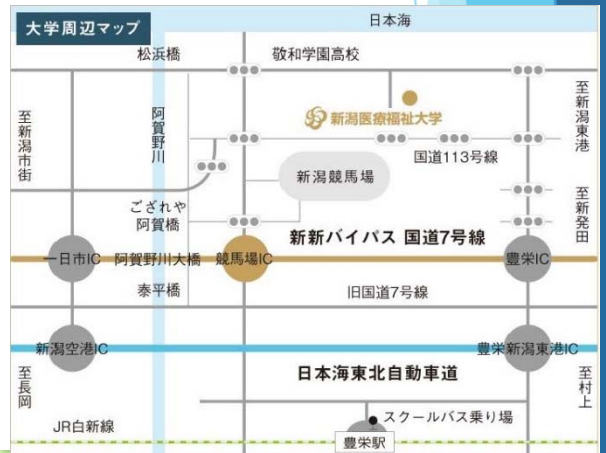 大学周辺マップ
日本海
松浜橋
敬和学園高校
至新潟市街
阿賀野川
新潟医療福祉大学
至新潟東港
国道113号線
新潟競馬場
ござれや
阿賀橋
至新発田
新新バイパス 国道7号線
一日市IC
阿賀野川大橋
競馬場IC
豊栄IC
泰平橋
旧国道7号線
新潟空港IC
豊栄新潟東港IC
至長岡
日本海東北自動車道
至村上
スクールバス乗り場
JR白新線
豊栄駅